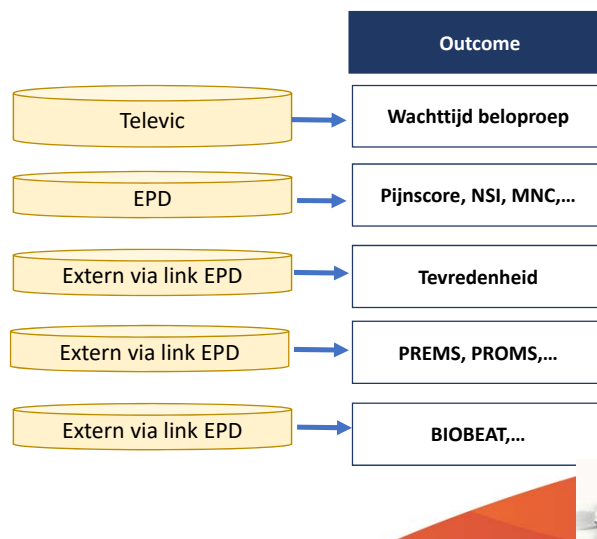 Outcome
Televic
Wachttijd beloproep
EPD
Pijnscore, NSI, MNC,...
Extern via link EPD
Tevredenheid
Extern via link EPD
PREMS, PROMS,...
Extern via link EPD
BIOBEAT,...